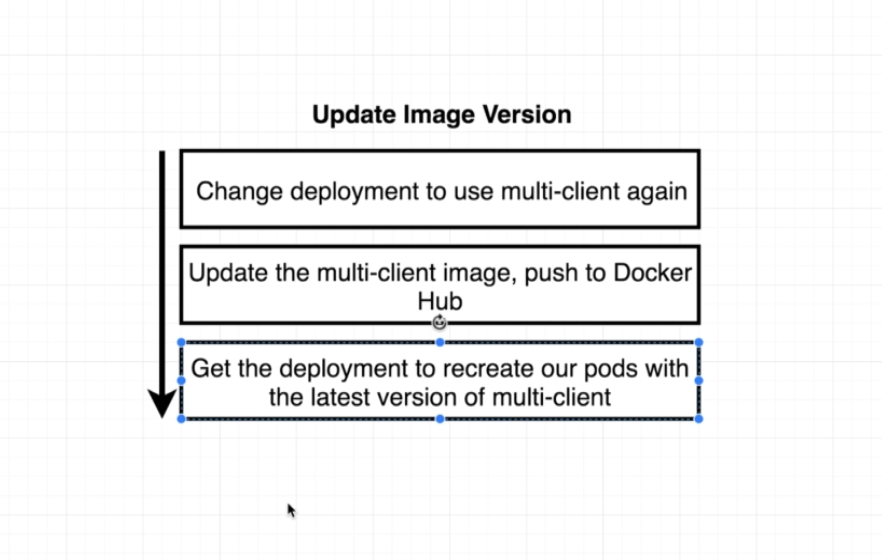 Update Image Version
Change deployment to use multi-client again
Update the multi-client image, push to Docker
Hub
Get the deployment to recreate our pods with
the latest version of multi-client